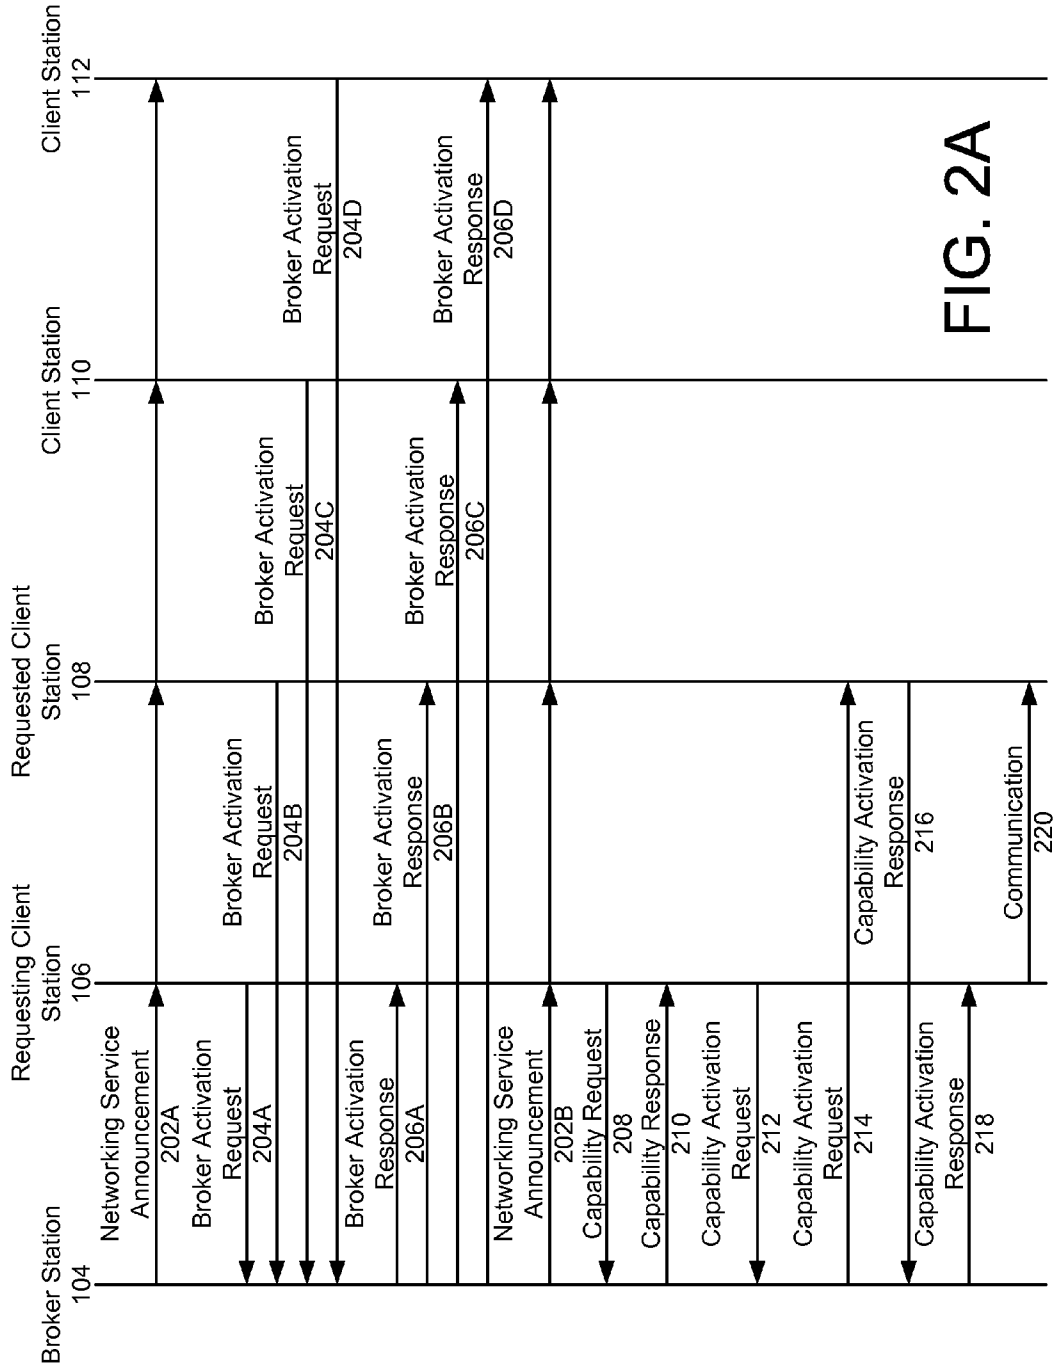 Broker Station
104
Requesting Client
Station
106
Requested Client
Station
108
Client Station
110
Client Station
112
Networking Service
Announcement
202A
Broker Activation
Request
204A
Broker Activation
Request
204B
Broker Activation
Request
204C
Broker Activation
Request
204D
Broker Activation
Response
206A
Broker Activation
Response
206B
Broker Activation
Response
206C
Broker Activation
Response
206D
Networking Service
Announcement
202B
Capability Request
208
Capability Response
210
Capability Activation
Request
212
Capability Activation
Request
214
Capability Activation
Response
216
Capability Activation
Response
218
Communication
220
FIG. 2A